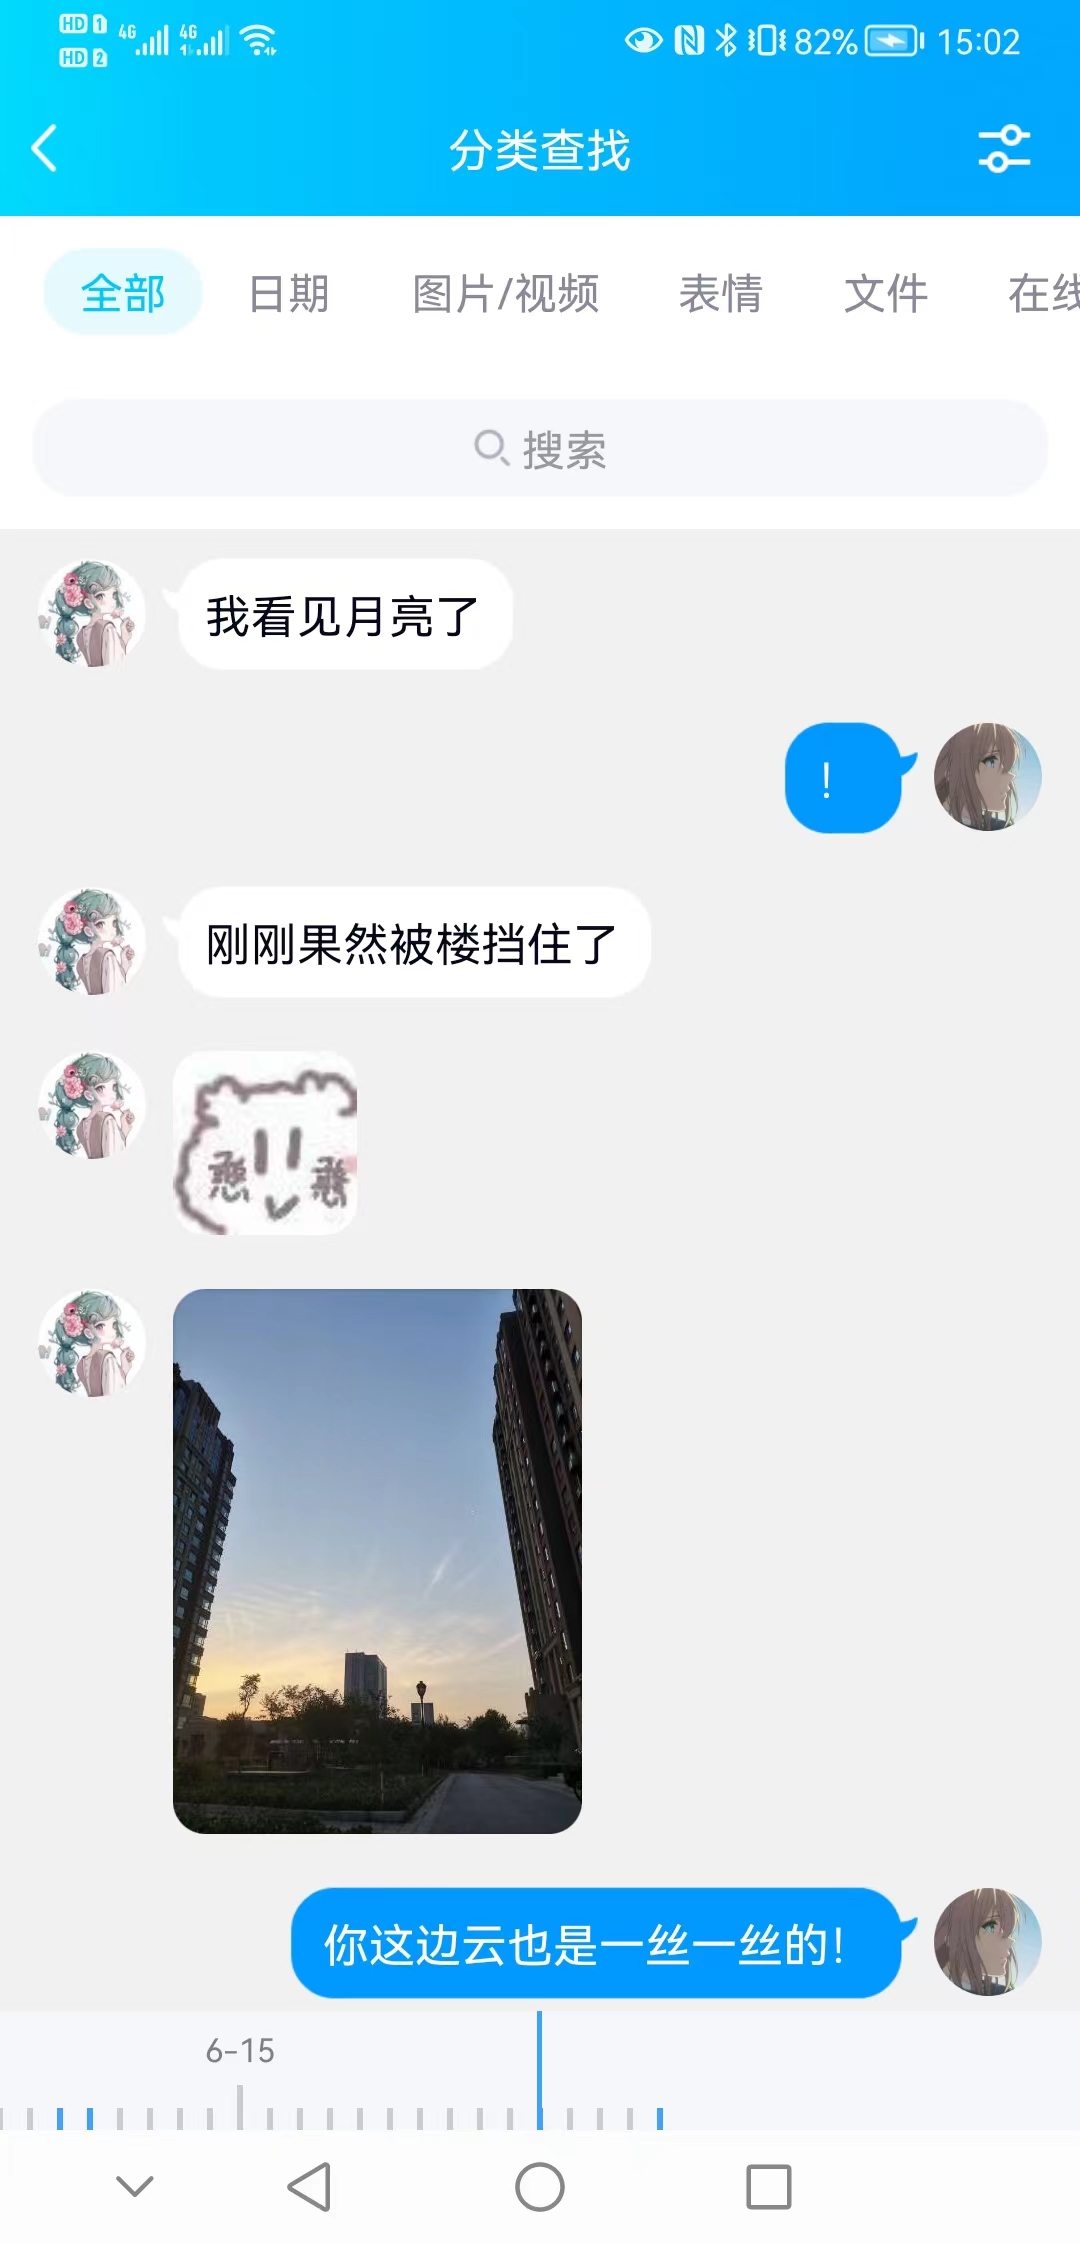 HD 1 4G 4G 82% 15:02
HD 2
分类查找
全部 日期 图片/视频 表情 文件 在线
搜索
我看见月亮了
!
刚刚果然被楼挡住了
憨 憨
你这边云也是一丝一丝的!
6-15